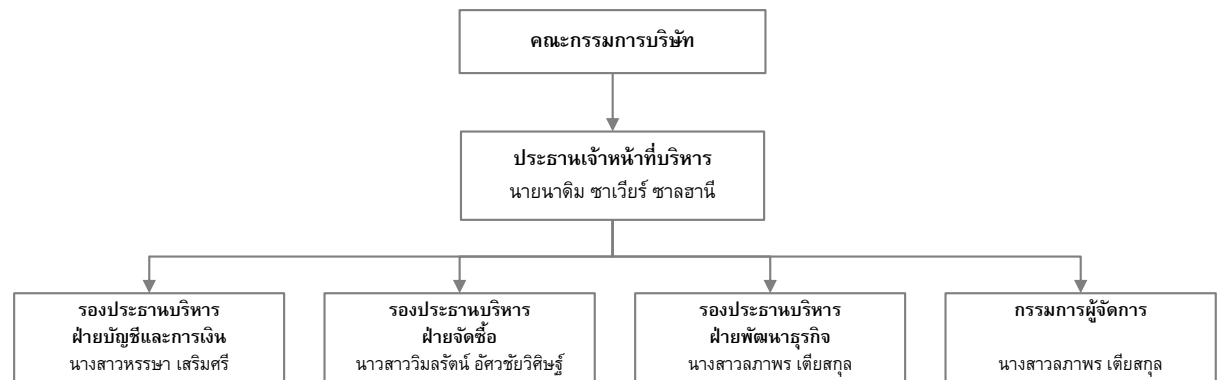 คณะกรรมการบริษัท
ประธานเจ้าหน้าที่บริหาร
นายนาดิม ซาเวียร์ ซาลฮานี
รองประธานบริหาร
ฝ่ายบัญชีและการเงิน
นางสาวหรรษา เสริมศรี
รองประธานบริหาร
ฝ่ายจัดซื้อ
นาวสาววิมลรัตน์ อัศวชัยวิศิษฐ์
รองประธานบริหาร
ฝ่ายพัฒนาธุรกิจ
นางสาวลภาพร เตียสกุล
กรรมการผู้จัดการ
นางสาวลภาพร เตียสกุล